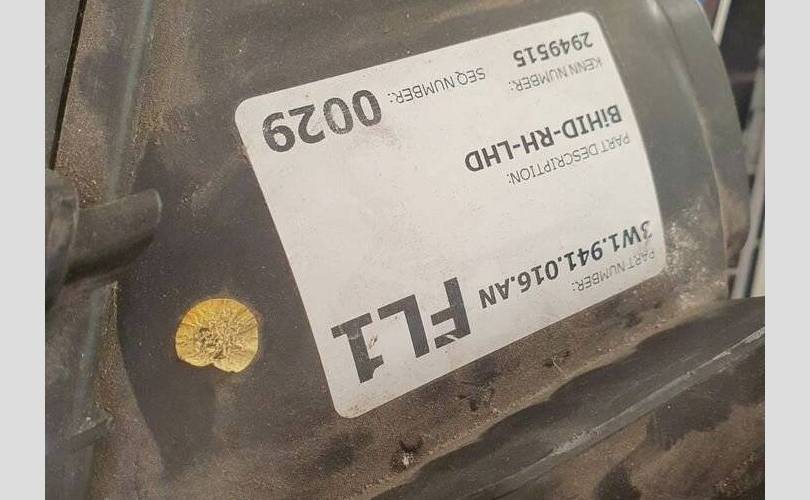 PART NUMBER:
3W1.941.016.AN FL1
PART DESCRIPTION:
BiHID-RH-LHD
KENN NUMBER: SEQ NUMBER: 0029
2949515